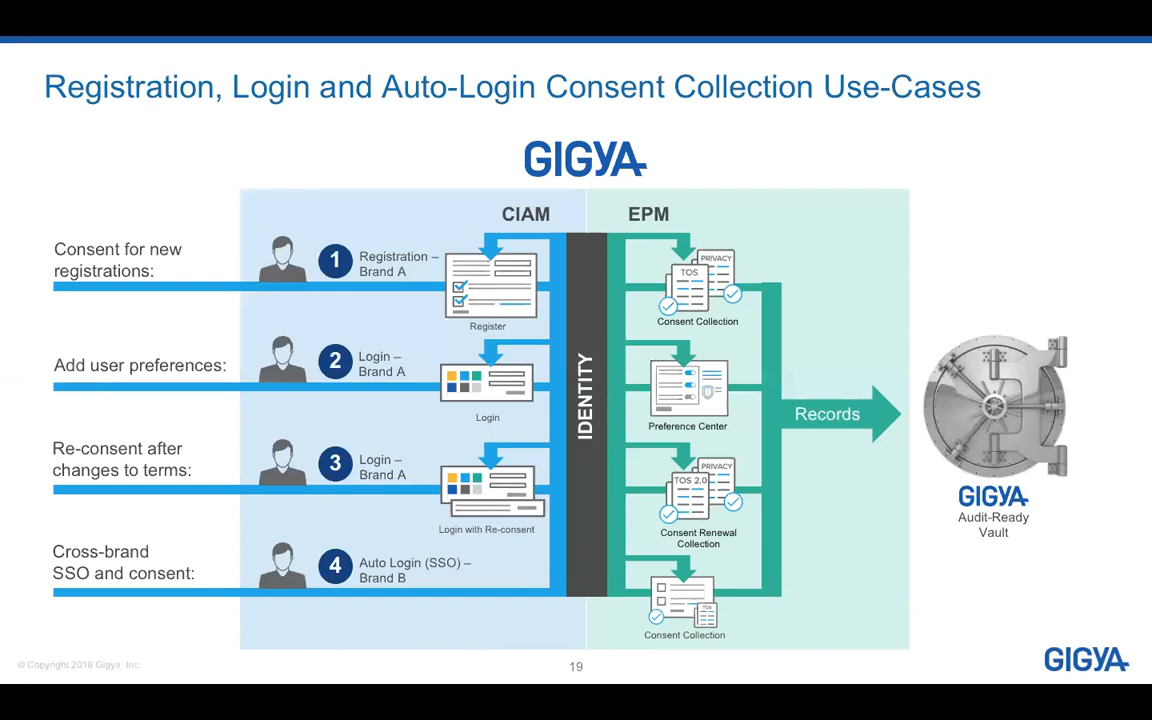 Registration, Login and Auto-Login Consent Collection Use-Cases
GIGYA
CIAM
EPM
Consent for new
registrations:
1
Registration –
Brand A
Register
PRIVACY
TOS
Consent Collection
Add user preferences:
2
Login –
Brand A
Login
Preference Center
IDENTITY
Records
Re-consent after
changes to terms:
3
Login –
Brand A
Login with Re-consent
PRIVACY
TOS 2.0
Consent Renewal
Collection
GIGYA
Audit-Ready
Vault
Cross-brand
SSO and consent:
4
Auto Login (SSO) –
Brand B
TOS
Consent Collection
© Copyright 2016 Gigya, Inc.
19
GIGYA